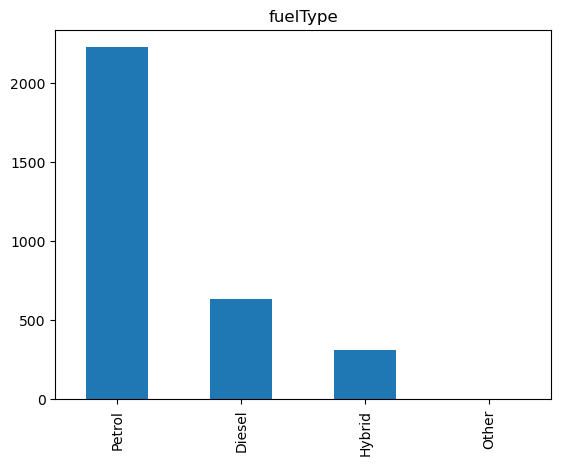 fuelType
2000
1500
1000
500
0
Petrol
Diesel
Hybrid
Other